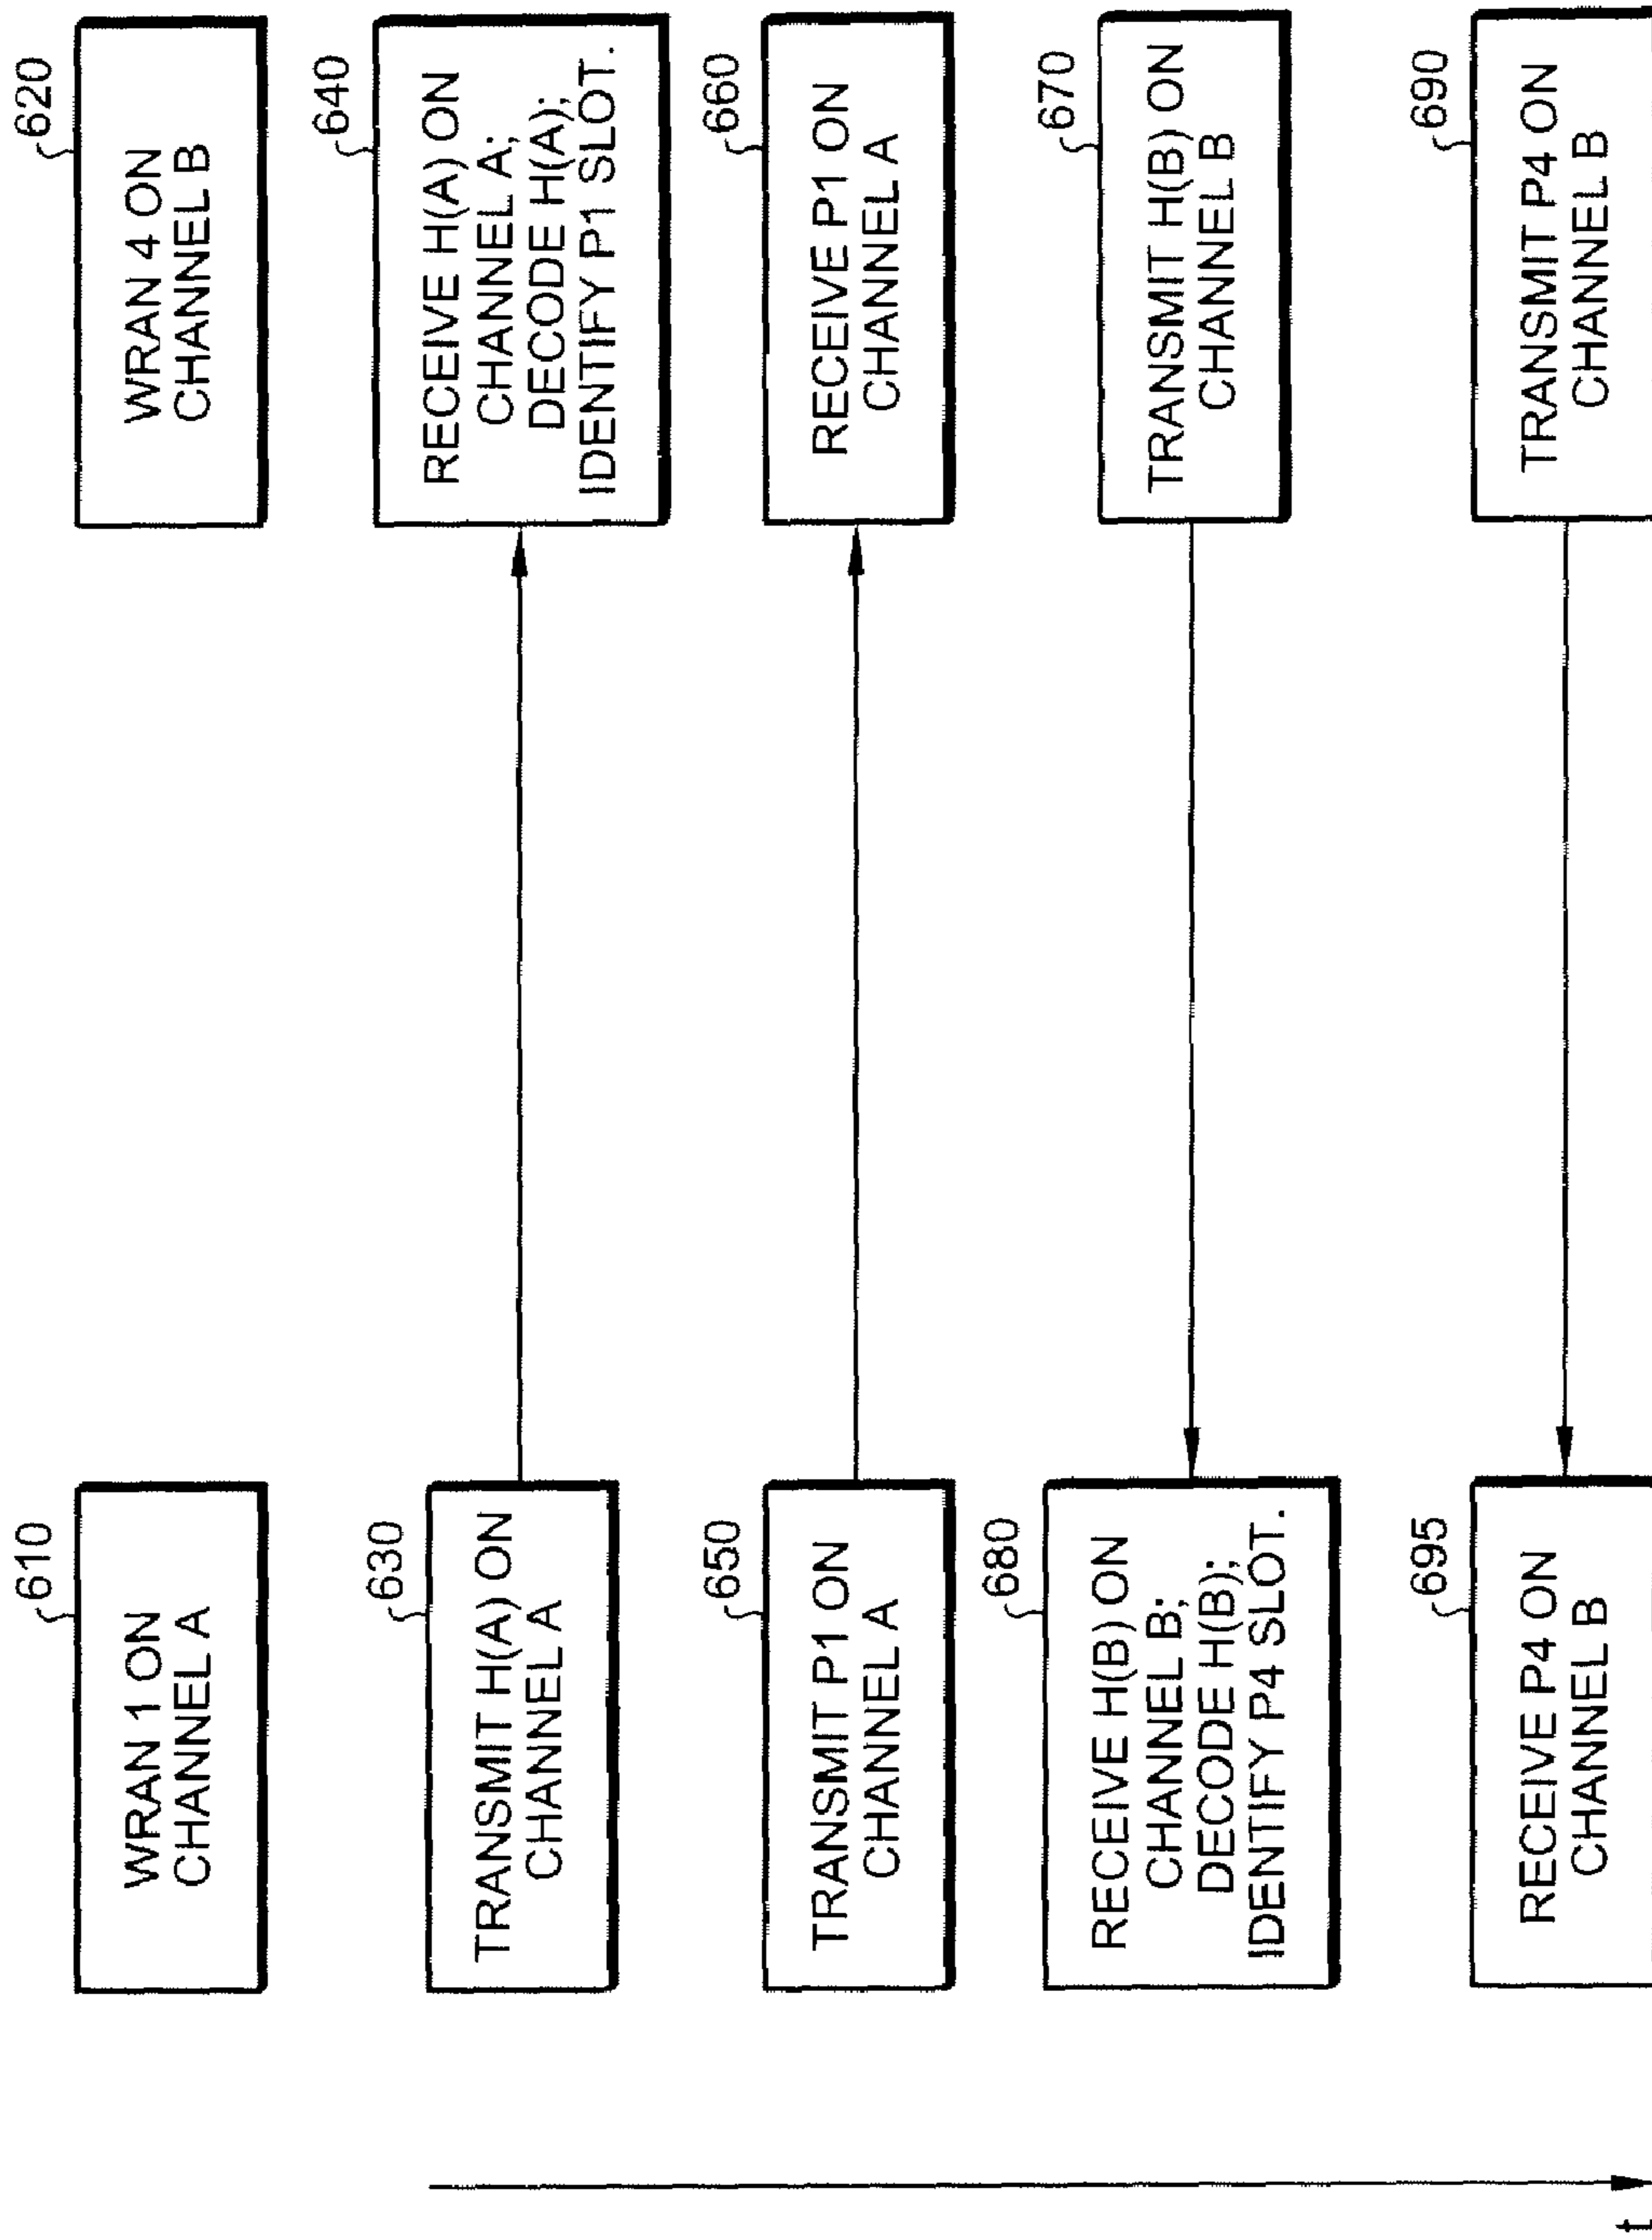 610
WRAN 1 ON
CHANNEL A
620
WRAN 4 ON
CHANNEL B
630
TRANSMIT H(A) ON
CHANNEL A
640
RECEIVE H(A) ON
CHANNEL A;
DECODE H(A);
IDENTIFY P1 SLOT.
650
TRANSMIT P1 ON
CHANNEL A
660
RECEIVE P1 ON
CHANNEL A
680
RECEIVE H(B) ON
CHANNEL B;
DECODE H(B);
IDENTIFY P4 SLOT.
670
TRANSMIT H(B) ON
CHANNEL B
695
RECEIVE P4 ON
CHANNEL B
690
TRANSMIT P4 ON
CHANNEL B
t